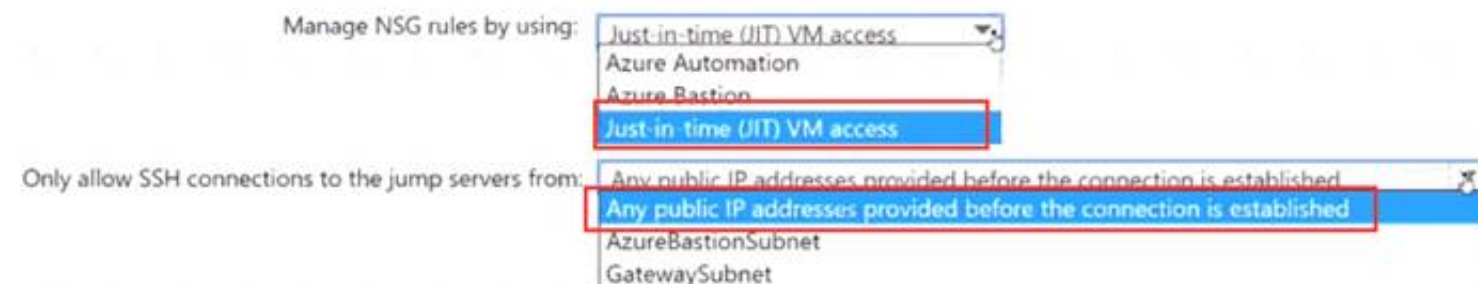 Manage NSG rules by using:
Just-in-time (JIT) VM access
Azure Automation
Azure Bastion
Just-in-time (JIT) VM access
Only allow SSH connections to the jump servers from:
Any public IP addresses provided before the connection is established
Any public IP addresses provided before the connection is established
AzureBastionSubnet
GatewaySubnet